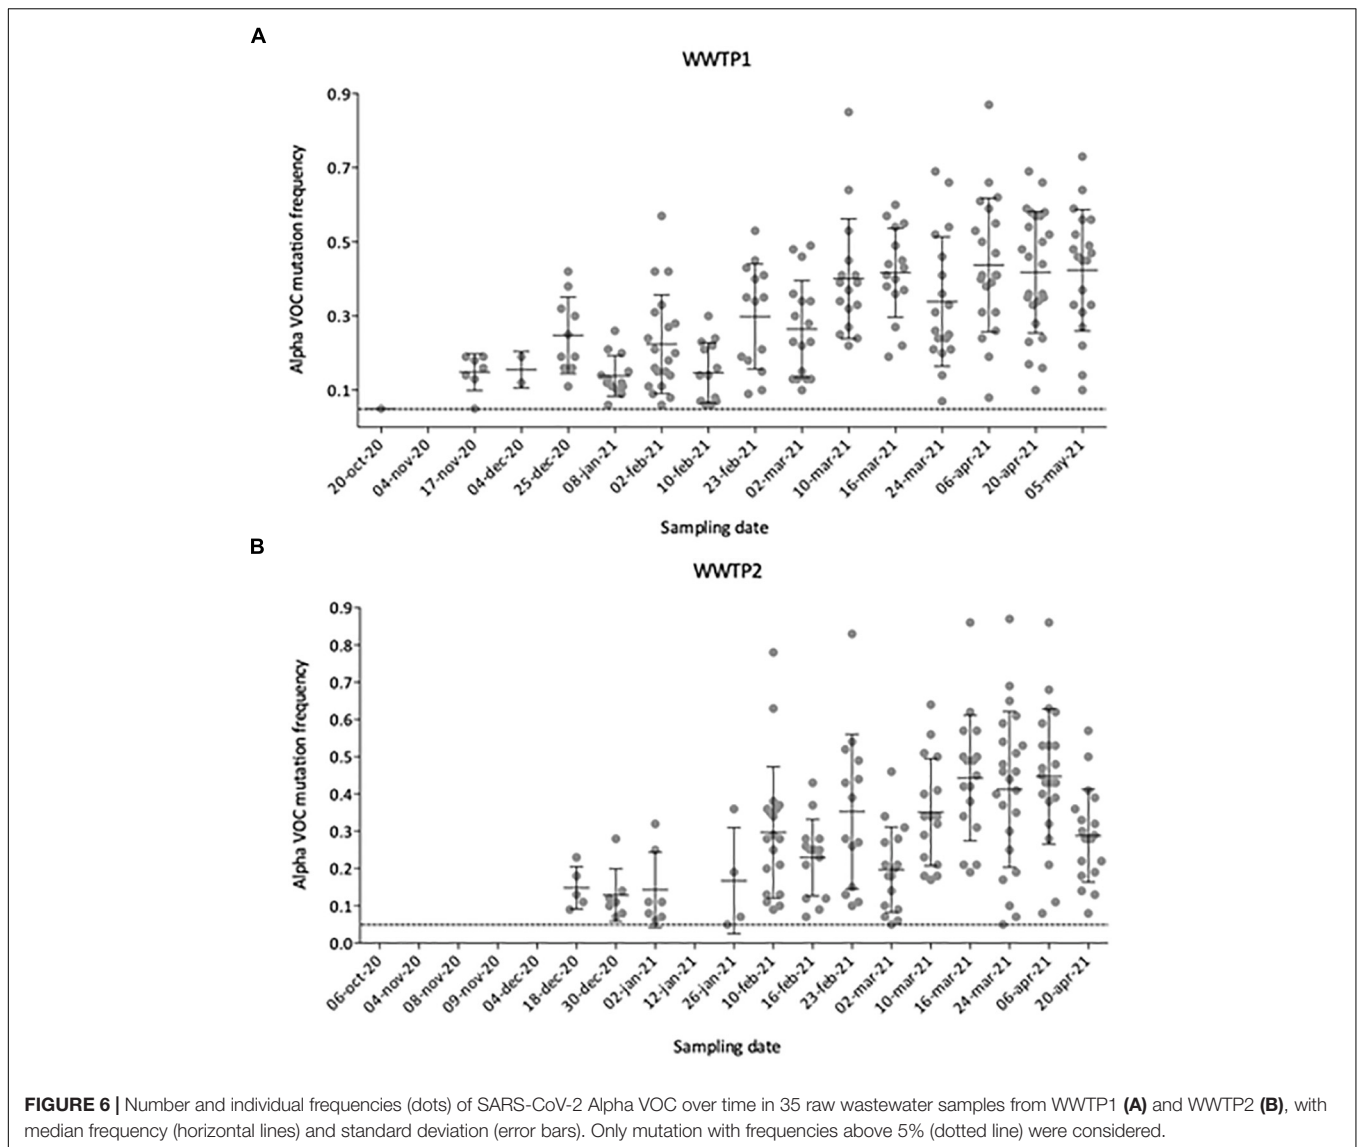 A
WWTP1
Alpha VOC mutation frequency
0.9
0.7
0.5
0.3
0.1
20-oct-20
04-nov-20
17-nov-20
04-dec-20
25-dec-20
08-jan-21
02-feb-21
10-feb-21
23-feb-21
02-mar-21
10-mar-21
16-mar-21
24-mar-21
06-apr-21
20-apr-21
05-may-21
Sampling date
B
WWTP2
Alpha VOC mutation frequency
0.9
0.8
0.7
0.6
0.5
0.4
0.3
0.2
0.1
0.0
06-oct-20
04-nov-20
08-nov-20
09-nov-20
04-dec-20
18-dec-20
30-dec-20
02-jan-21
12-jan-21
26-jan-21
10-feb-21
16-feb-21
23-feb-21
02-mar-21
10-mar-21
16-mar-21
24-mar-21
06-apr-21
20-apr-21
Sampling date
FIGURE 6 | Number and individual frequencies (dots) of SARS-CoV-2 Alpha VOC over time in 35 raw wastewater samples from WWTP1 (A) and WWTP2 (B), with
median frequency (horizontal lines) and standard deviation (error bars). Only mutation with frequencies above 5% (dotted line) were considered.